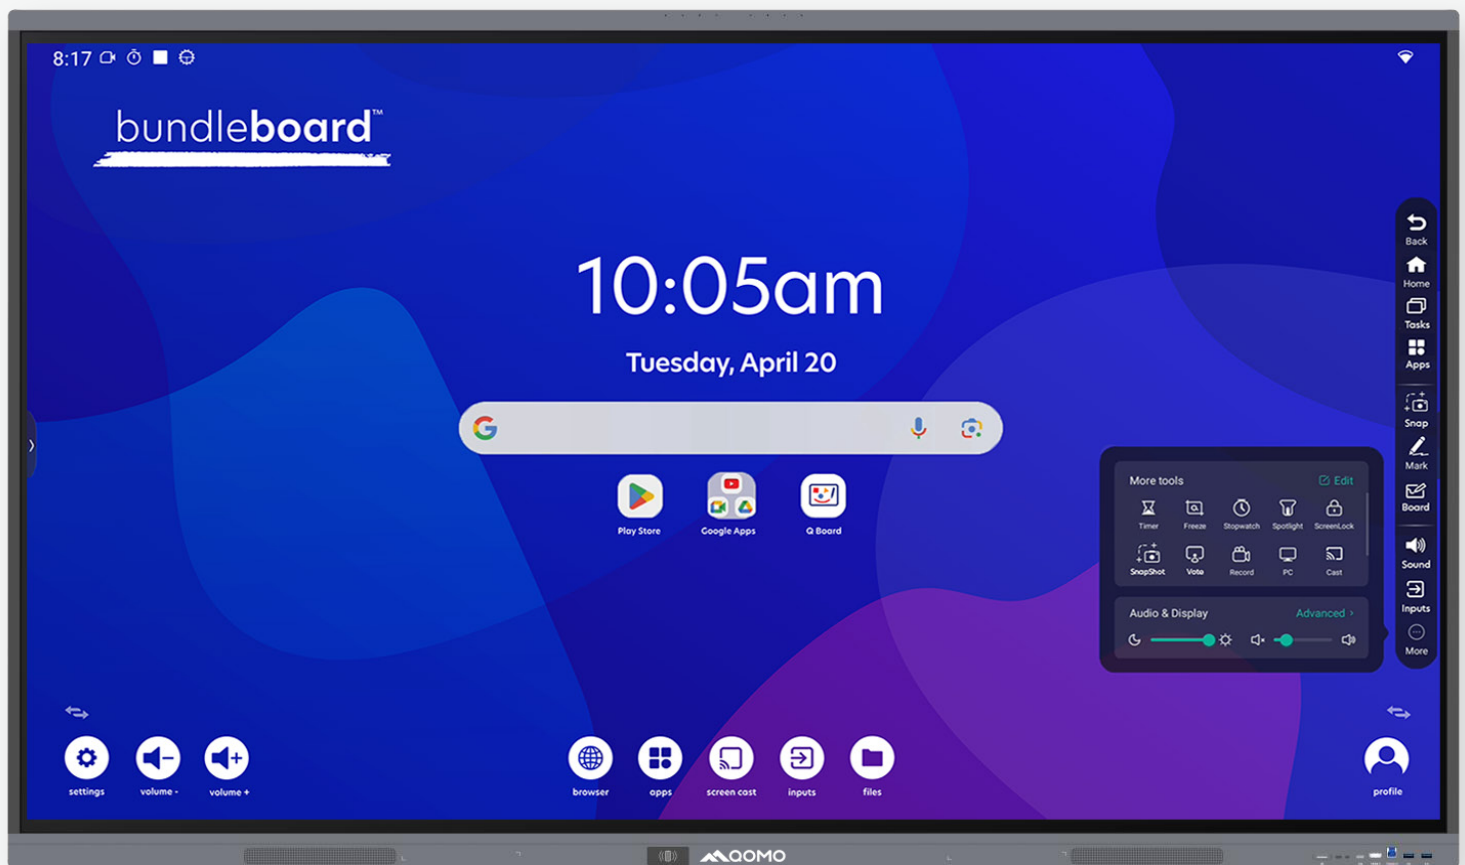 8:17
bundleboard™
10:05am
Tuesday, April 20
Play Store
Google Apps
Q Board
Back
Home
Tasks
Apps
Snap
Mark
Board
Sound
Inputs
More
More tools
Edit
Timer
Freeze
Stopwatch
Spotlight
ScreenLock
SnapShot
Vote
Record
PC
Cast
Audio & Display
Advanced ›
settings
volume -
volume +
browser
apps
screen cast
inputs
files
profile
QOMO